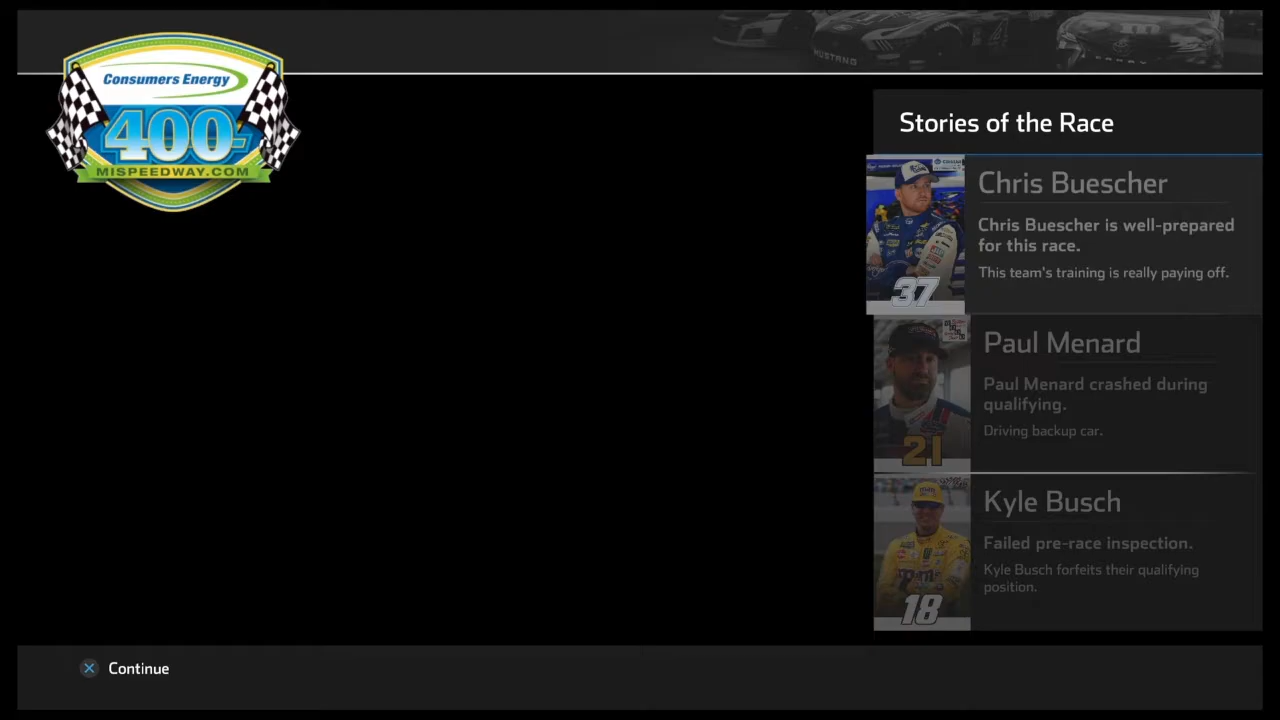 MUSTANG
Consumers Energy
400
MISPEEDWAY.COM
Stories of the Race
Chris Buescher
Chris Buescher is well-prepared
for this race.
This team's training is really paying off.
37
Paul Menard
Paul Menard crashed during
qualifying.
Driving backup car.
21
Kyle Busch
Failed pre-race inspection.
Kyle Busch forfeits their qualifying
position.
18
Continue